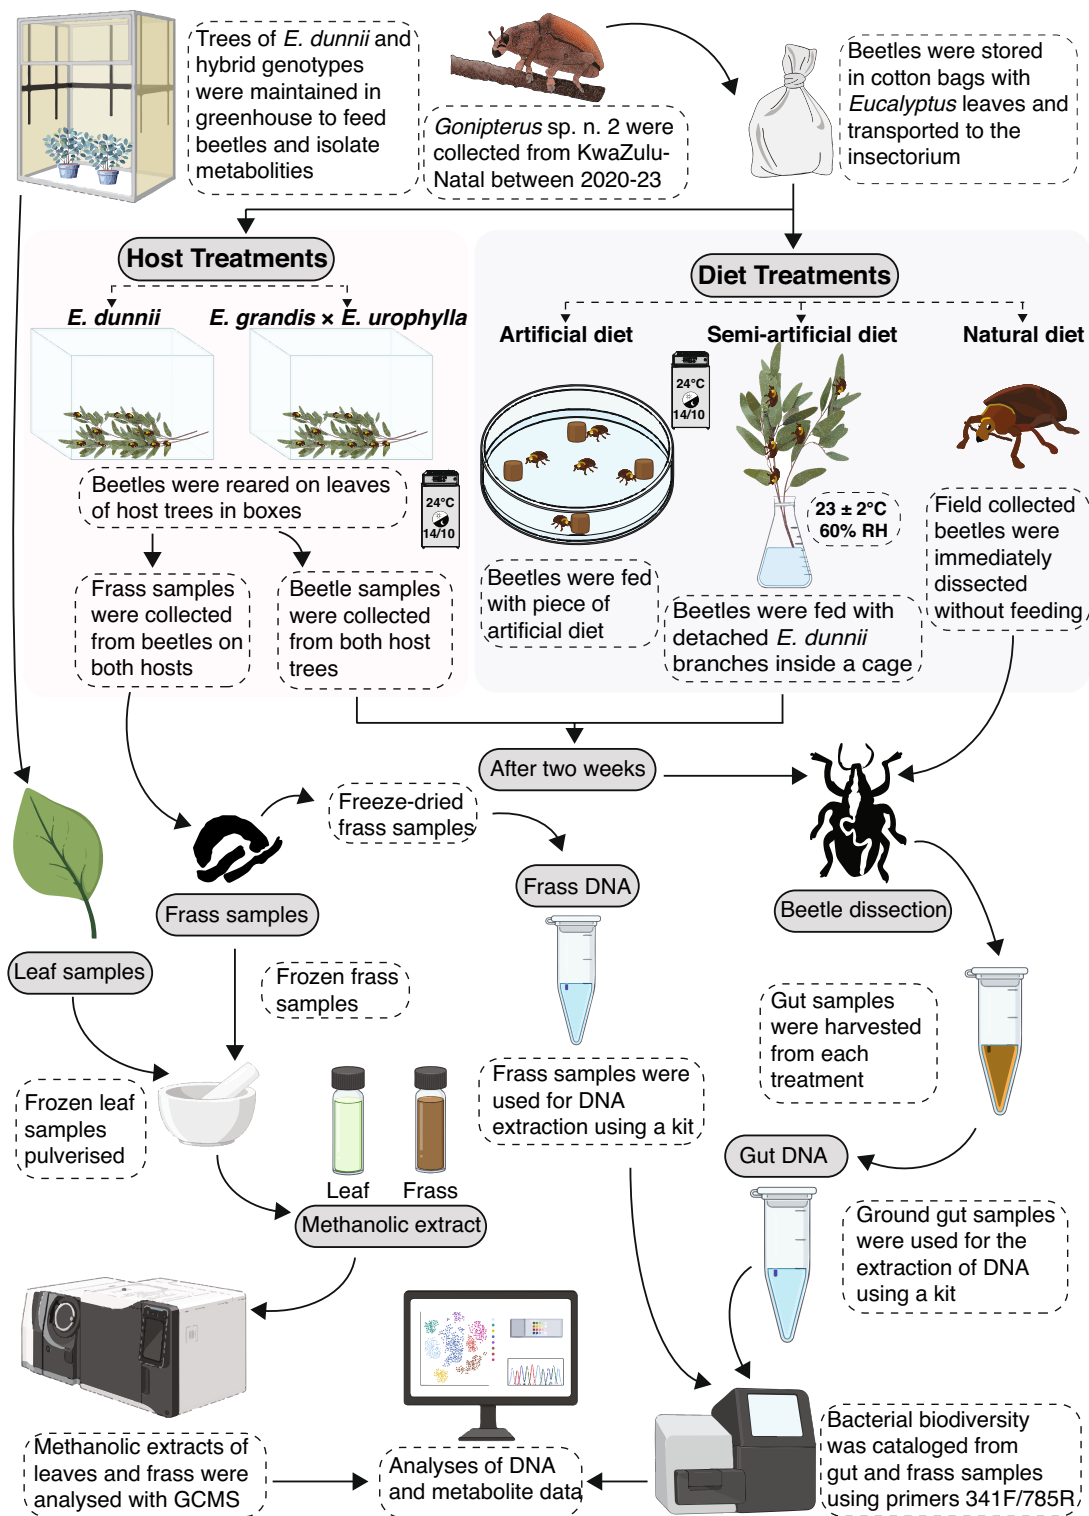 Trees of E. dunnii and
hybrid genotypes
were maintained in
greenhouse to feed
beetles and isolate
metabolities
Gonipterus sp. n. 2 were
collected from KwaZulu-
Natal between 2020-23
Beetles were stored
in cotton bags with
Eucalyptus leaves and
transported to the
insectorium
Host Treatments
E. dunnii
E. grandis × E. urophylla
Beetles were reared on leaves
of host trees in boxes
24°C
14/10
Frass samples
were collected
from beetles on
both hosts
Beetle samples
were collected
from both host
trees
Diet Treatments
Artificial diet
Semi-artificial diet
Natural diet
24°C
14/10
23 ± 2°C
60% RH
Beetles were fed
with piece of
artificial diet
Beetles were fed with
detached E. dunnii
branches inside a cage
Field collected
beetles were
immediately
dissected
without feeding
After two weeks
Freeze-dried
frass samples
Frass samples
Frass DNA
Beetle dissection
Leaf samples
Frozen frass
samples
Gut samples
were harvested
from each
treatment
Frozen leaf
samples
pulverised
Frass samples were
used for DNA
extraction using a kit
Leaf
Frass
Methanolic extract
Gut DNA
Ground gut samples
were used for the
extraction of DNA
using a kit
Methanolic extracts of
leaves and frass were
analysed with GCMS
Analyses of DNA
and metabolite data
Bacterial biodiversity
was cataloged from
gut and frass samples
using primers 341F/785R